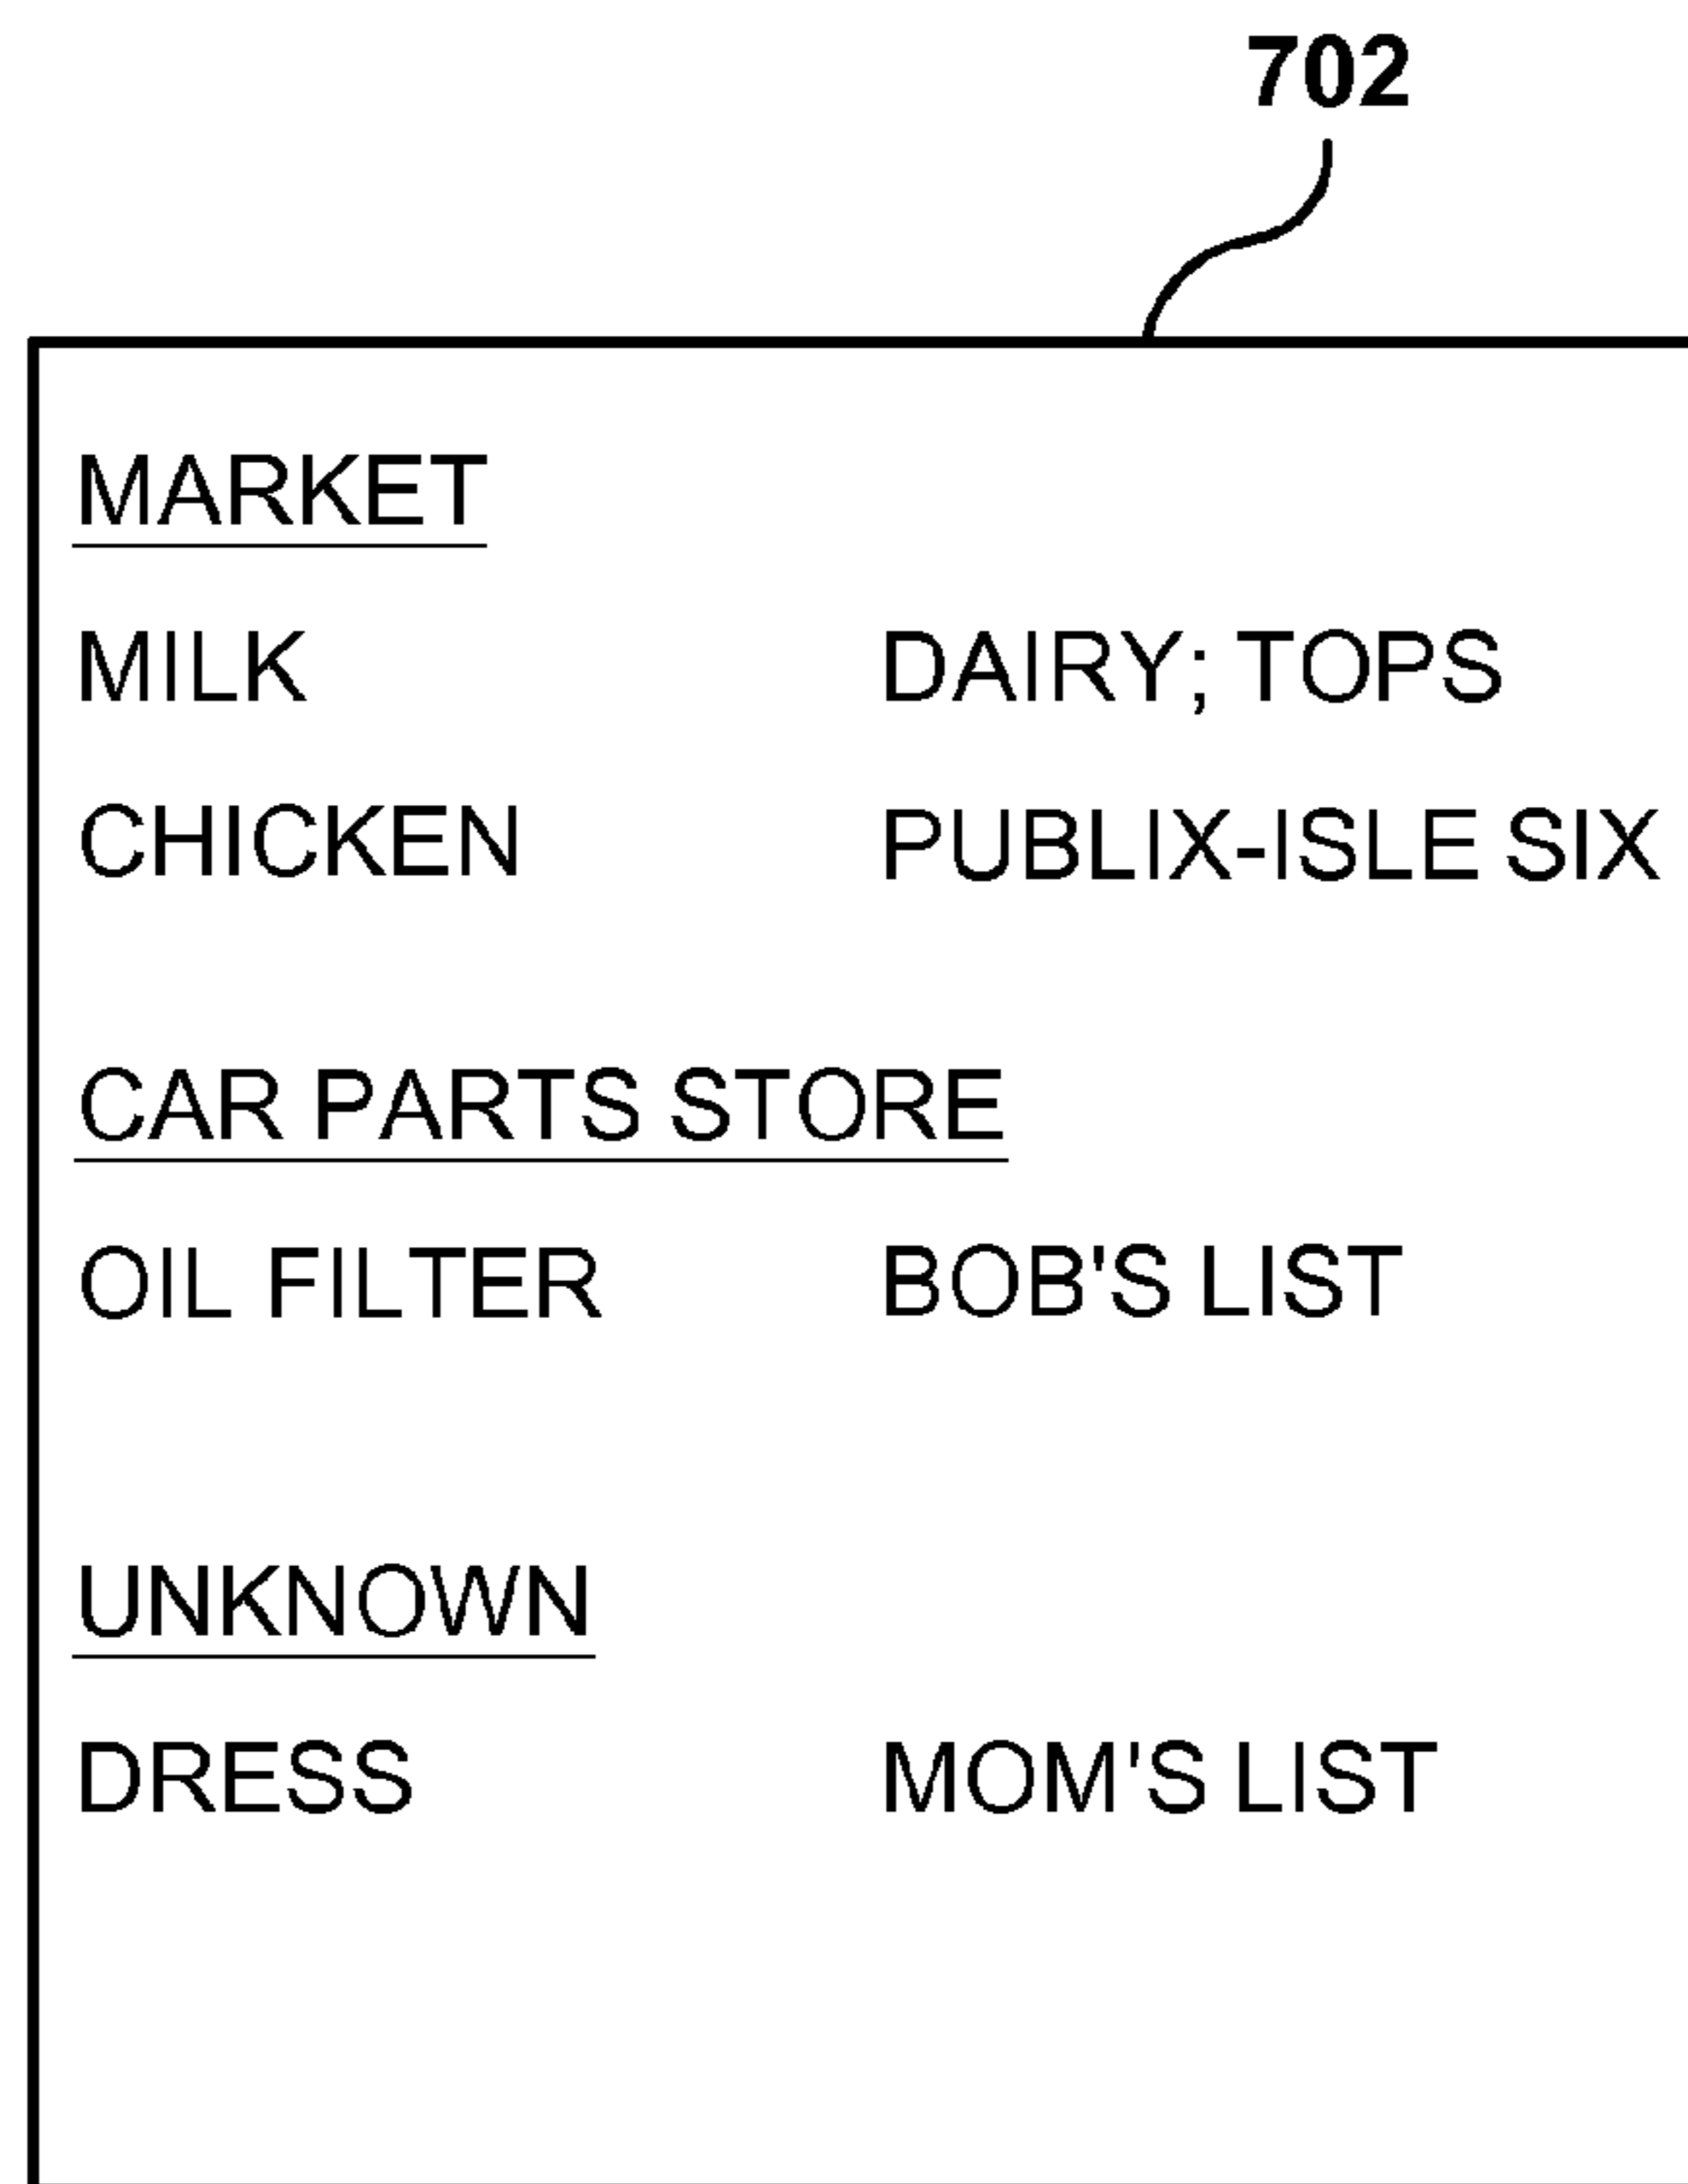 702
MARKET
MILK DAIRY; TOPS
CHICKEN PUBLIX-ISLE SIX
CAR PARTS STORE
OIL FILTER BOB'S LIST
UNKNOWN
DRESS MOM'S LIST